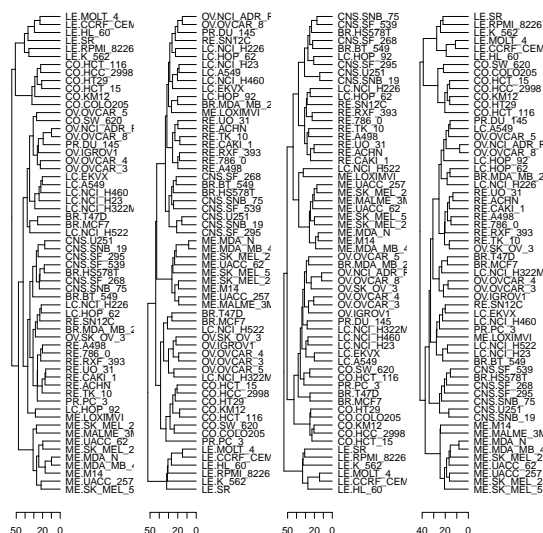 LE.MOLT_4
LE.CCRF_CEM
LE.HL_60
LE.SR
LE.RPMI_8226
LE.K_562
CO.HCT_116
CO.HCC_2998
CO.HT29
CO.HCT_15
CO.KM12
CO.COLO205
OV.OVCAR_5
CO.SW_620
OV.NCI_ADR_R
OV.OVCAR_8
PR.DU_145
OV.IGROV1
OV.OVCAR_4
OV.OVCAR_3
LC.EKVX
LC.A549
LC.NCI_H460
LC.NCI_H23
LC.NCI_H322M
BR.T47D
BR.MCF7
LC.NCI_H522
CNS.U251
CNS.SNB_19
CNS.SF_295
CNS.SF_539
BR.HS578T
CNS.SF_268
CNS.SNB_75
BR.BT_549
LC.NCI_H226
LC.HOP_62
RE.SN12C
BR.MDA_MB_2
OV.SK_OV_3
RE.A498
RE.786_0
RE.RXF_393
RE.UO_31
RE.CAKI_1
RE.ACHN
RE.TK_10
PR.PC_3
LC.HOP_92
ME.LOXIMVI
ME.SK_MEL_2
ME.MALME_3M
ME.UACC_62
ME.SK_MEL_2
ME.MDA_N
ME.MDA_MB_4
ME.M14
ME.UACC_257
ME.SK_MEL_5
50 20 0
OV.NCI_ADR_R
OV.OVCAR_8
PR.DU_145
RE.SN12C
LC.NCI_H226
LC.HOP_62
LC.NCI_H23
LC.A549
LC.NCI_H460
LC.EKVX
LC.HOP_92
BR.MDA_MB_2
ME.LOXIMVI
RE.UO_31
RE.ACHN
RE.TK_10
RE.CAKI_1
RE.RXF_393
RE.786_0
RE.A498
CNS.SF_268
BR.BT_549
BR.HS578T
CNS.SNB_75
CNS.SF_539
CNS.U251
CNS.SNB_19
CNS.SF_295
ME.MDA_N
ME.MDA_MB_4
ME.SK_MEL_2
ME.UACC_62
ME.SK_MEL_5
ME.SK_MEL_2
ME.M14
ME.UACC_257
ME.MALME_3M
BR.T47D
BR.MCF7
LC.NCI_H522
OV.SK_OV_3
OV.IGROV1
OV.OVCAR_4
OV.OVCAR_3
OV.OVCAR_5
LC.NCI_H322M
CO.HCT_15
CO.HCC_2998
CO.HT29
CO.KM12
CO.HCT_116
CO.SW_620
CO.COLO205
PR.PC_3
LE.MOLT_4
LE.CCRF_CEM
LE.HL_60
LE.RPMI_8226
LE.K_562
LE.SR
50 20 0
CNS.SNB_75
CNS.SF_539
BR.HS578T
CNS.SF_268
BR.BT_549
LC.HOP_92
CNS.SF_295
CNS.U251
CNS.SNB_19
LC.NCI_H226
LC.HOP_62
RE.SN12C
RE.RXF_393
RE.786_0
RE.TK_10
RE.A498
RE.UO_31
RE.ACHN
RE.CAKI_1
LC.NCI_H522
ME.LOXIMVI
ME.UACC_257
ME.SK_MEL_2
ME.MALME_3M
ME.UACC_62
ME.SK_MEL_5
ME.SK_MEL_2
ME.MDA_N
ME.M14
ME.MDA_MB_4
OV.OVCAR_5
BR.MDA_MB_2
OV.NCI_ADR_R
OV.OVCAR_8
OV.SK_OV_3
OV.OVCAR_4
OV.OVCAR_3
OV.IGROV1
PR.DU_145
LC.NCI_H322M
LC.NCI_H460
LC.NCI_H23
LC.EKVX
LC.A549
CO.SW_620
CO.HCT_116
PR.PC_3
BR.T47D
BR.MCF7
CO.HT29
CO.COLO205
CO.KM12
CO.HCC_2998
CO.HCT_15
LE.SR
LE.RPMI_8226
LE.K_562
LE.MOLT_4
LE.CCRF_CEM
LE.HL_60
50 20 0
LE.SR
LE.RPMI_8226
LE.K_562
LE.MOLT_4
LE.CCRF_CEM
LE.HL_60
CO.SW_620
CO.COLO205
CO.HCT_15
CO.HCC_2998
CO.KM12
CO.HT29
CO.HCT_116
PR.DU_145
LC.A549
OV.OVCAR_5
OV.NCI_ADR_R
OV.OVCAR_8
LC.HOP_92
LC.HOP_62
BR.MDA_MB_2
LC.NCI_H226
RE.UO_31
RE.ACHN
RE.CAKI_1
RE.A498
RE.786_0
RE.RXF_393
RE.TK_10
OV.SK_OV_3
BR.T47D
BR.MCF7
LC.NCI_H322M
OV.OVCAR_4
OV.OVCAR_3
OV.IGROV1
RE.SN12C
LC.EKVX
LC.NCI_H460
PR.PC_3
ME.LOXIMVI
LC.NCI_H522
LC.NCI_H23
BR.BT_549
CNS.SF_539
BR.HS578T
CNS.SF_268
CNS.SF_295
CNS.SNB_75
CNS.U251
CNS.SNB_19
ME.M14
ME.MALME_3M
ME.MDA_N
ME.MDA_MB_4
ME.SK_MEL_2
ME.UACC_62
ME.UACC_257
ME.SK_MEL_2
ME.SK_MEL_5
40 20 0